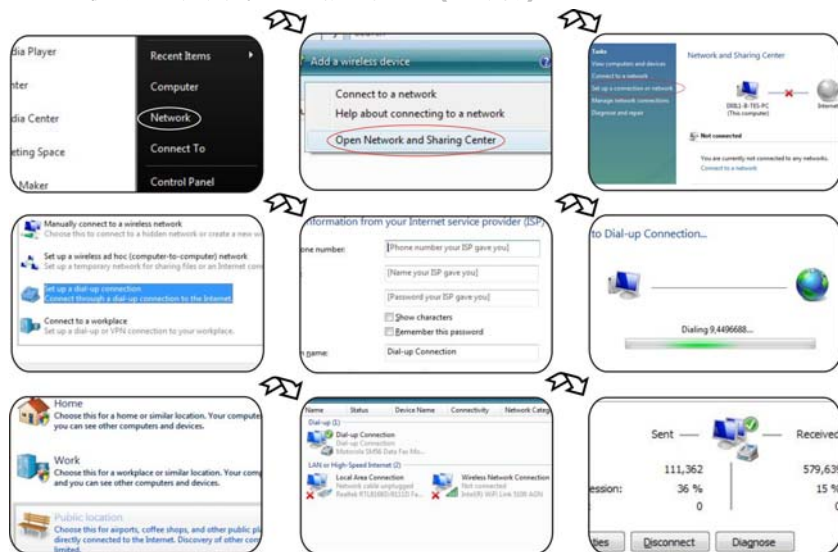 dia Player
Recent Items
nter
Computer
dia Center
Network
eting Space
Connect To
Maker
Control Panel
Add a wireless device
Connect to a network
Help about connecting to a network
Open Network and Sharing Center
Tasks
View computers and devices
Connect to a network
Set up a connection or network
Manage network connections
Diagnose and repair
Network and Sharing Center
(This computer)
Internet
Not connected
You are currently not connected to any networks.
Connect to a network
Manually connect to a wireless network
Choose this to connect to a hidden network or create a new
Set up a wireless ad hoc (computer-to-computer) network
Set up a temporary network for sharing files or an Internet con
Set up a dial-up connection
Connect through a dial-up connection to the Internet.
Connect to a workplace
Set up a dial-up or VPN connection to your workplace.
information from your Internet service provider (ISP)
one number:
[Phone number your ISP gave you]
[Name your ISP gave you]
[Password your ISP gave you]
Show characters
Remember this password
n name:
Dial-up Connection
to Dial-up Connection...
Dialing 9,4496688...
Home
Choose this for a home or similar location. Your compute
you can see other computers and devices.
Work
Choose this for a workplace or similar location. Your com
and you can see other computers and devices.
Public location
Choose this for airports, coffee shops, and other public pl
directly connected to the Internet. Discovery of other com
limited.
Name Status Device Name Connectivity Network Categ
Dial-up (1)
Dial-up Connection
Dial-up Connection
Motorola SM56 Data Fax Mo...
LAN or High-Speed Internet (2)
Local Area Connection
Network cable unplugged
Wireless Network Connection
Not connected
Intel(R) WiFi Link 5100 AGN
Sent
Received
111,362
579,639
ession:
36 %
15 %
0
ties
Disconnect
Diagnose